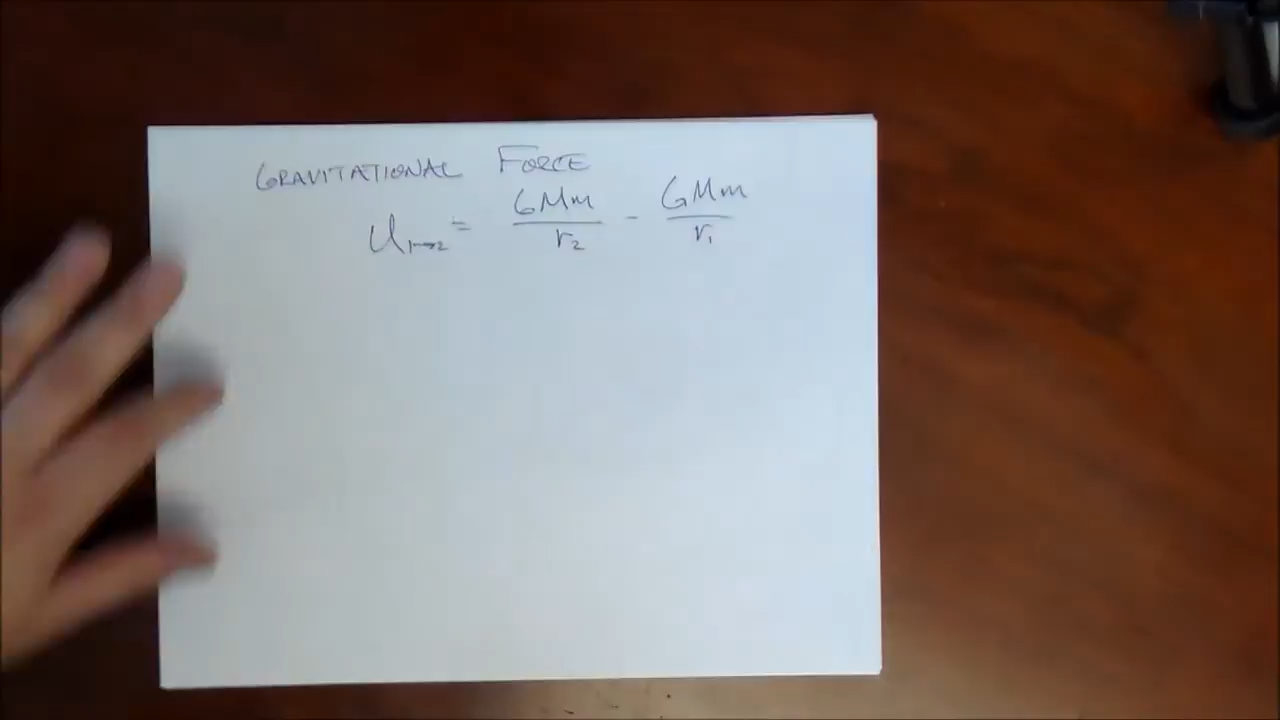 GRAVITATIONAL FORCE
U₁→₂ = GMm/r₂ - GMm/r₁